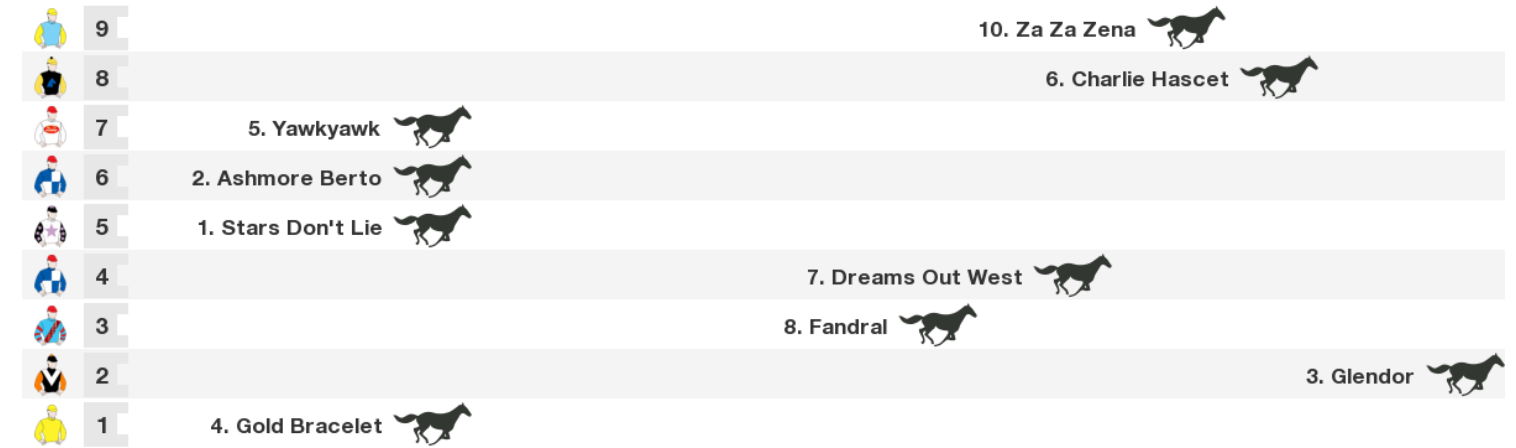 9 10. Za Za Zena
8 6. Charlie Hascet
7 5. Yawkyawk
6 2. Ashmore Berto
5 1. Stars Don't Lie
4 7. Dreams Out West
3 8. Fandral
2 3. Glendor
1 4. Gold Bracelet